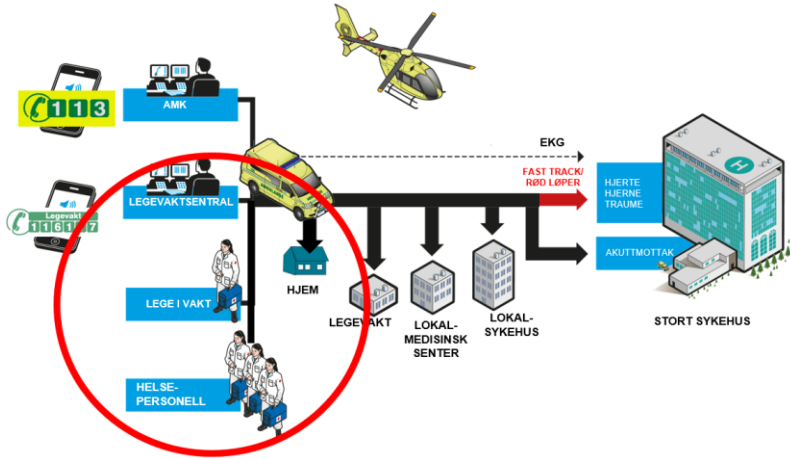 113
AMK
EKG
FAST TRACK/
RØD LØPER
HJERTE
HJERNE
TRAUME
H
LEGEVAKTSENTRAL
Legevakt
116117
AKUTTMOTTAK
HJEM
LEGE I VAKT
LEGEVAKT
LOKAL-
MEDISINSK
SENTER
LOKAL-
SYKEHUS
STORT SYKEHUS
HELSE-
PERSONELL